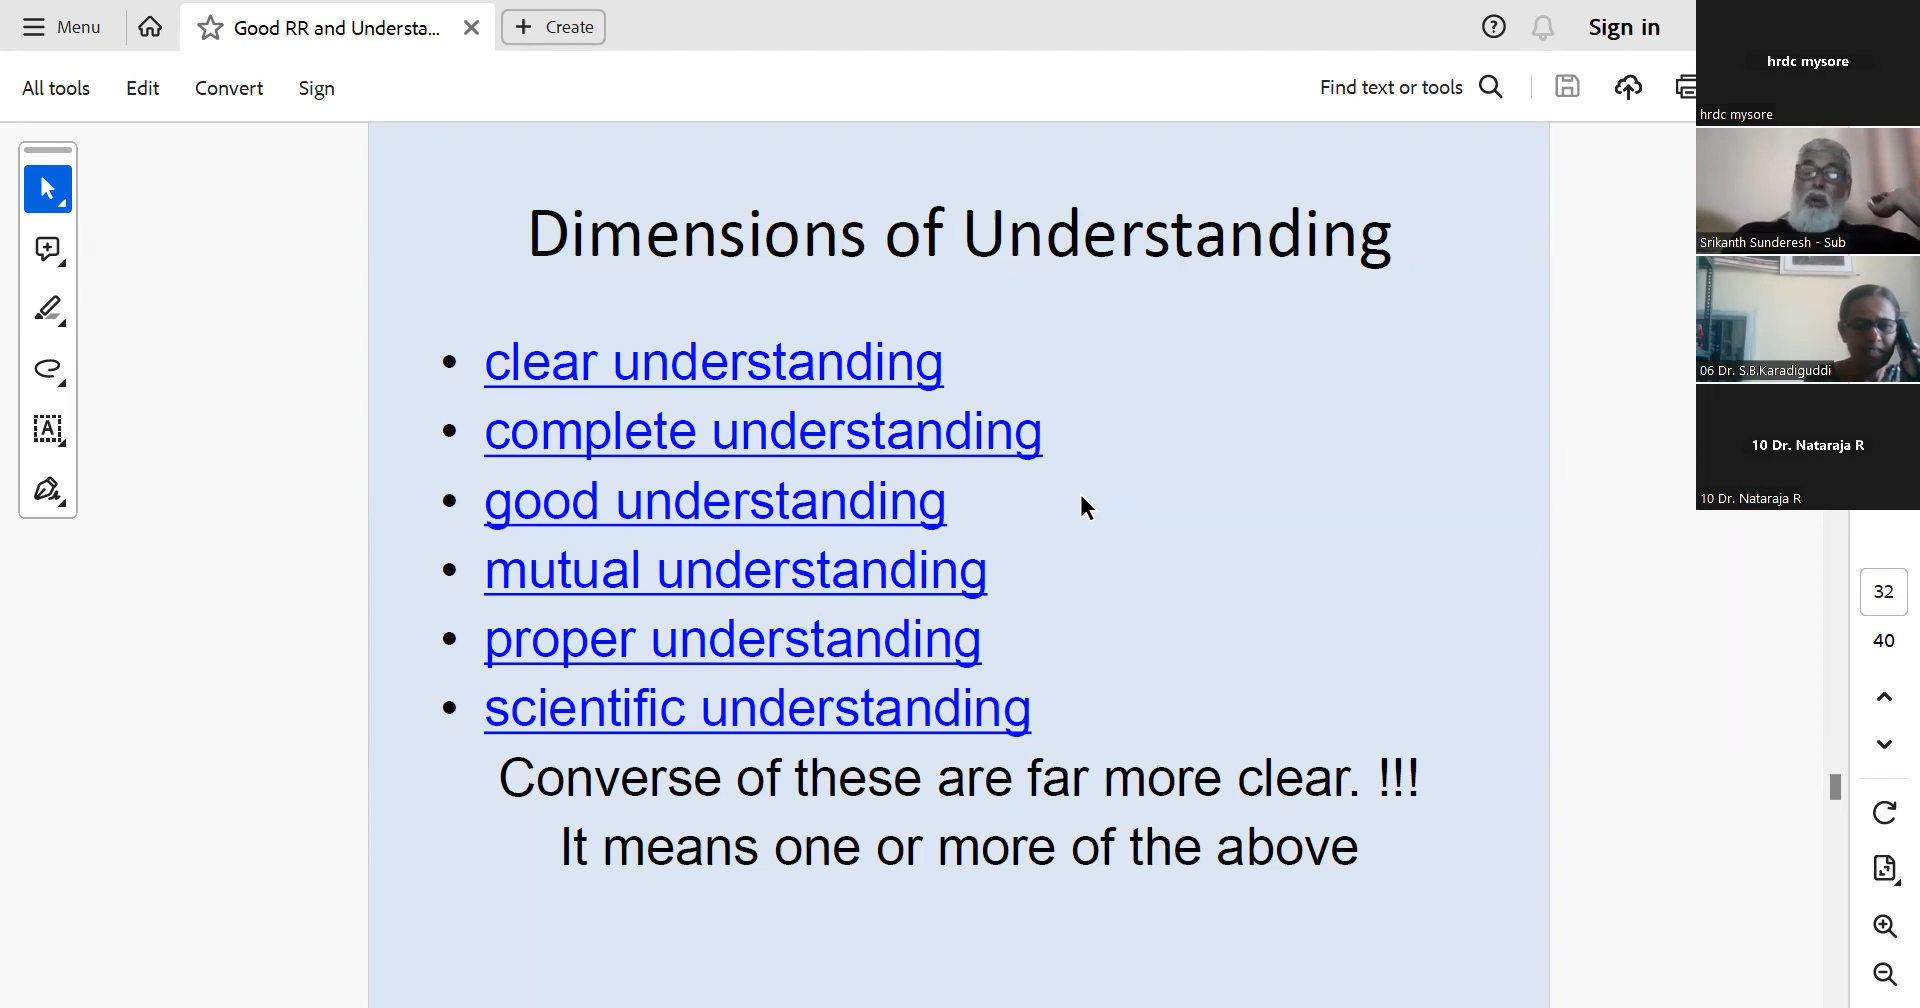 Menu
Good RR and Understa...
Create
Sign in
All tools
Edit
Convert
Sign
Find text or tools
hrdc mysore
hrdc mysore
Srikanth Sunderesh - Sub
06 Dr. S.B.Karadiguddi
10 Dr. Nataraja R
10 Dr. Nataraja R
Dimensions of Understanding
• clear understanding
• complete understanding
• good understanding
• mutual understanding
• proper understanding
• scientific understanding
Converse of these are far more clear. !!!
It means one or more of the above
32
40